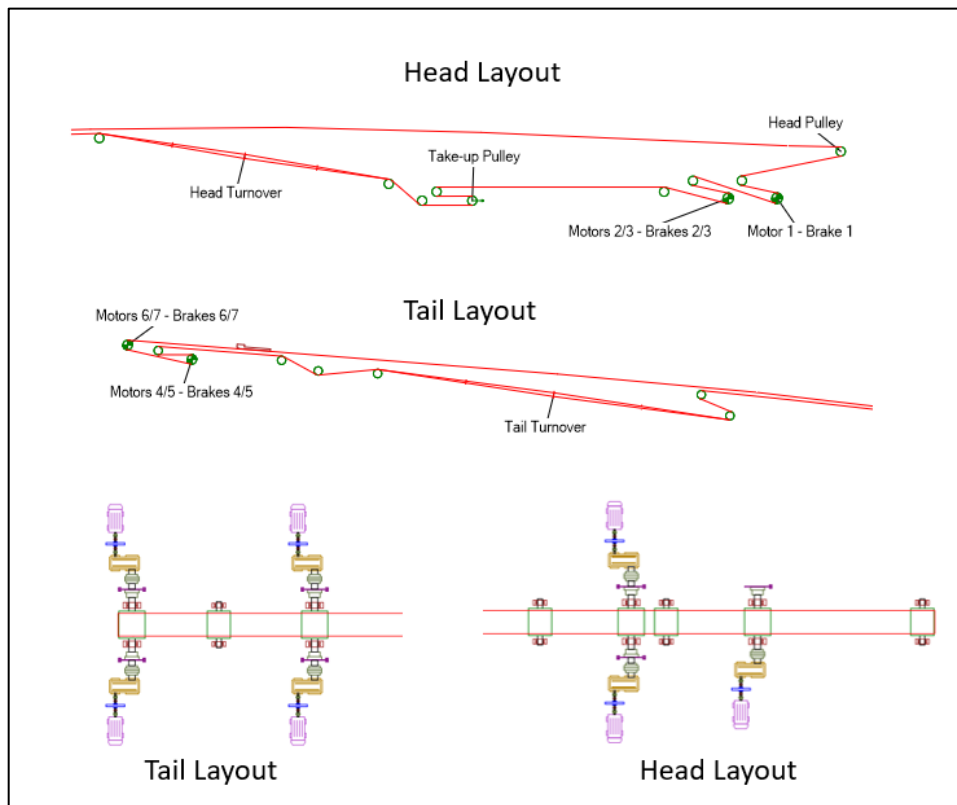 Head Layout
Head Pulley
Take-up Pulley
Head Turnover
Motors 2/3 - Brakes 2/3
Motor 1 - Brake 1
Tail Layout
Motors 6/7 - Brakes 6/7
Motors 4/5 - Brakes 4/5
Tail Turnover
Tail Layout
Head Layout